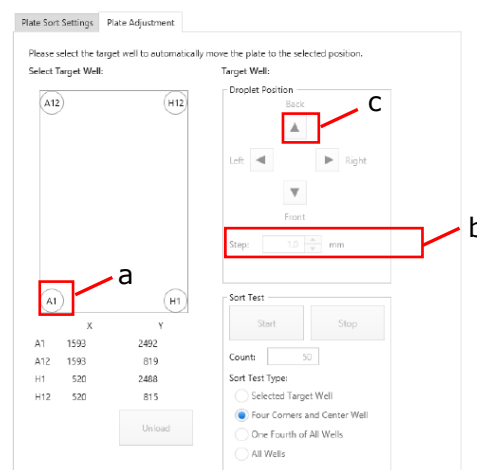 Plate Sort Settings Plate Adjustment
Please select the target well to automatically move the plate to the selected position.
Select Target Well: Target Well:
Droplet Position
A12 H12 Back c
Left Right
Front
b
Step: 1.0 mm
a
A1 H1 Sort Test
X Y Start Stop
A1 1593 2492
A12 1593 819 Count: 50
H1 520 2488 Sort Test Type:
H12 520 815 Selected Target Well
Unload Four Corners and Center Well
One Fourth of All Wells
All Wells